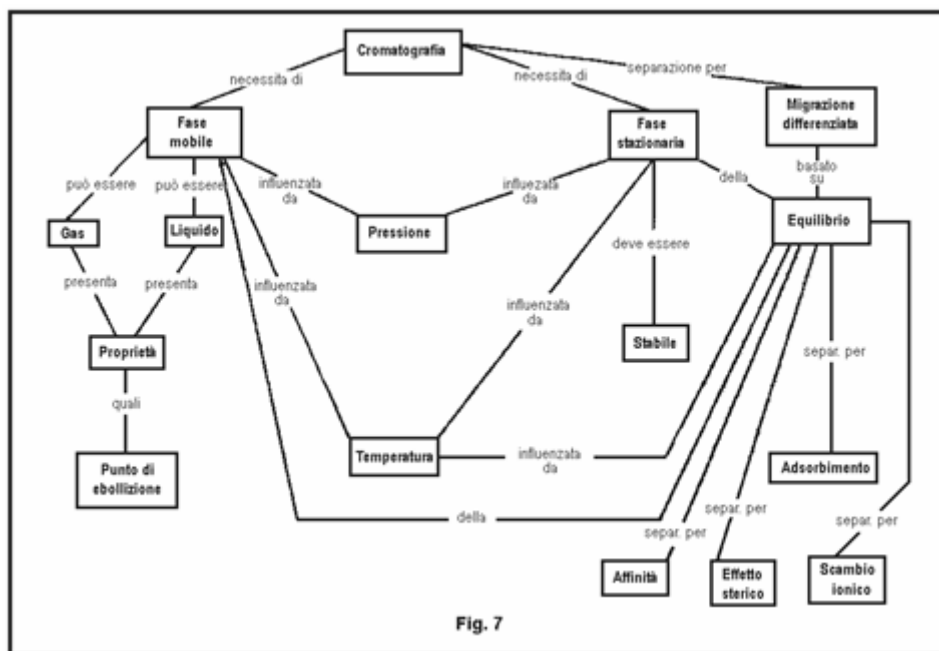 Cromatografia
necessita di
necessita di
separazione per
Fase
mobile
Fase
stazionaria
Migrazione
differenziata
può essere
può essere
influenzata
da
influezata
da
della
basato
su
Gas
Liquido
Pressione
Equilibrio
deve essere
presenta
presenta
influenzata
da
influenzata
da
Proprietà
Stabile
separ. per
quali
Temperatura
influenzata
da
Adsorbimento
Punto di
ebollizione
della
separ. per
separ. per
separ. per
Affinità
Effetto
sterico
Scambio
ionico
Fig. 7